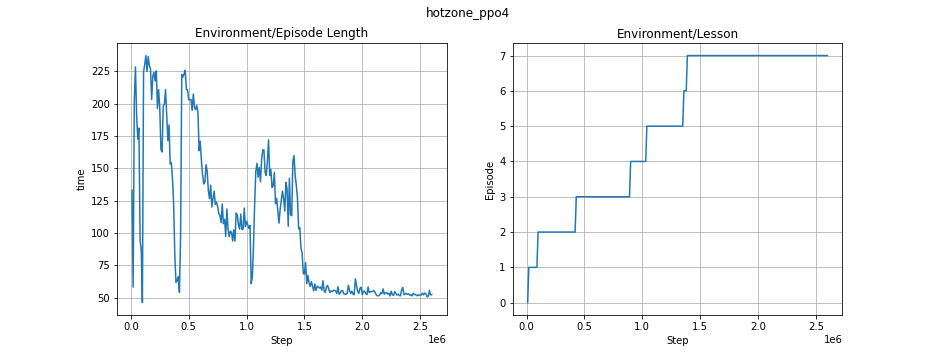 hotzone_ppo4
Environment/Episode Length
225
200
175
150
125
100
75
50
time
0.0 0.5 1.0 1.5 2.0 2.5
1e6
Step
Environment/Lesson
7
6
5
4
3
2
1
0
Episode
0.0 0.5 1.0 1.5 2.0 2.5
1e6
Step